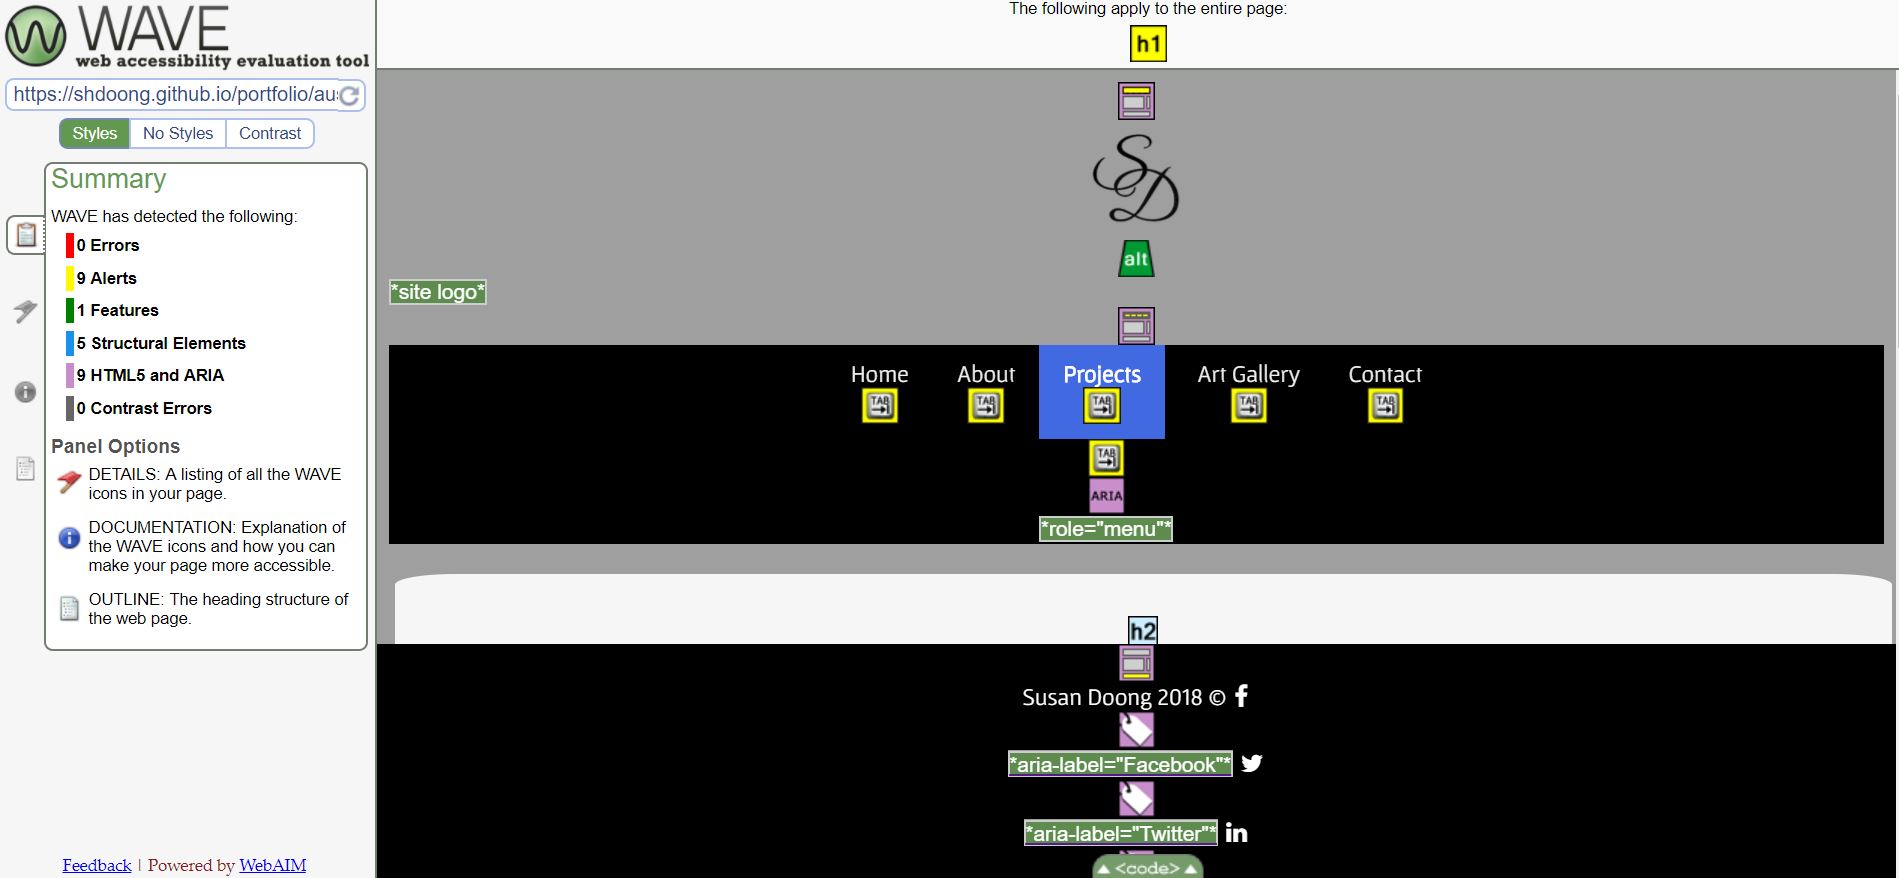 WAVE
web accessibility evaluation tool
https://shdoong.github.io/portfolio/au
Styles No Styles Contrast
Summary
WAVE has detected the following:
0 Errors
9 Alerts
1 Features
5 Structural Elements
9 HTML5 and ARIA
0 Contrast Errors
Panel Options
DETAILS: A listing of all the WAVE
icons in your page.
DOCUMENTATION: Explanation of
the WAVE icons and how you can
make your page more accessible.
OUTLINE: The heading structure of
the web page.
Feedback | Powered by WebAIM
The following apply to the entire page:
h1
SD
alt
*site logo*
Home About Projects Art Gallery Contact
TAB TAB TAB TAB TAB
TAB
ARIA
*role="menu"*
h2
Susan Doong 2018 ©
*aria-label="Facebook"*
*aria-label="Twitter"*
<code>